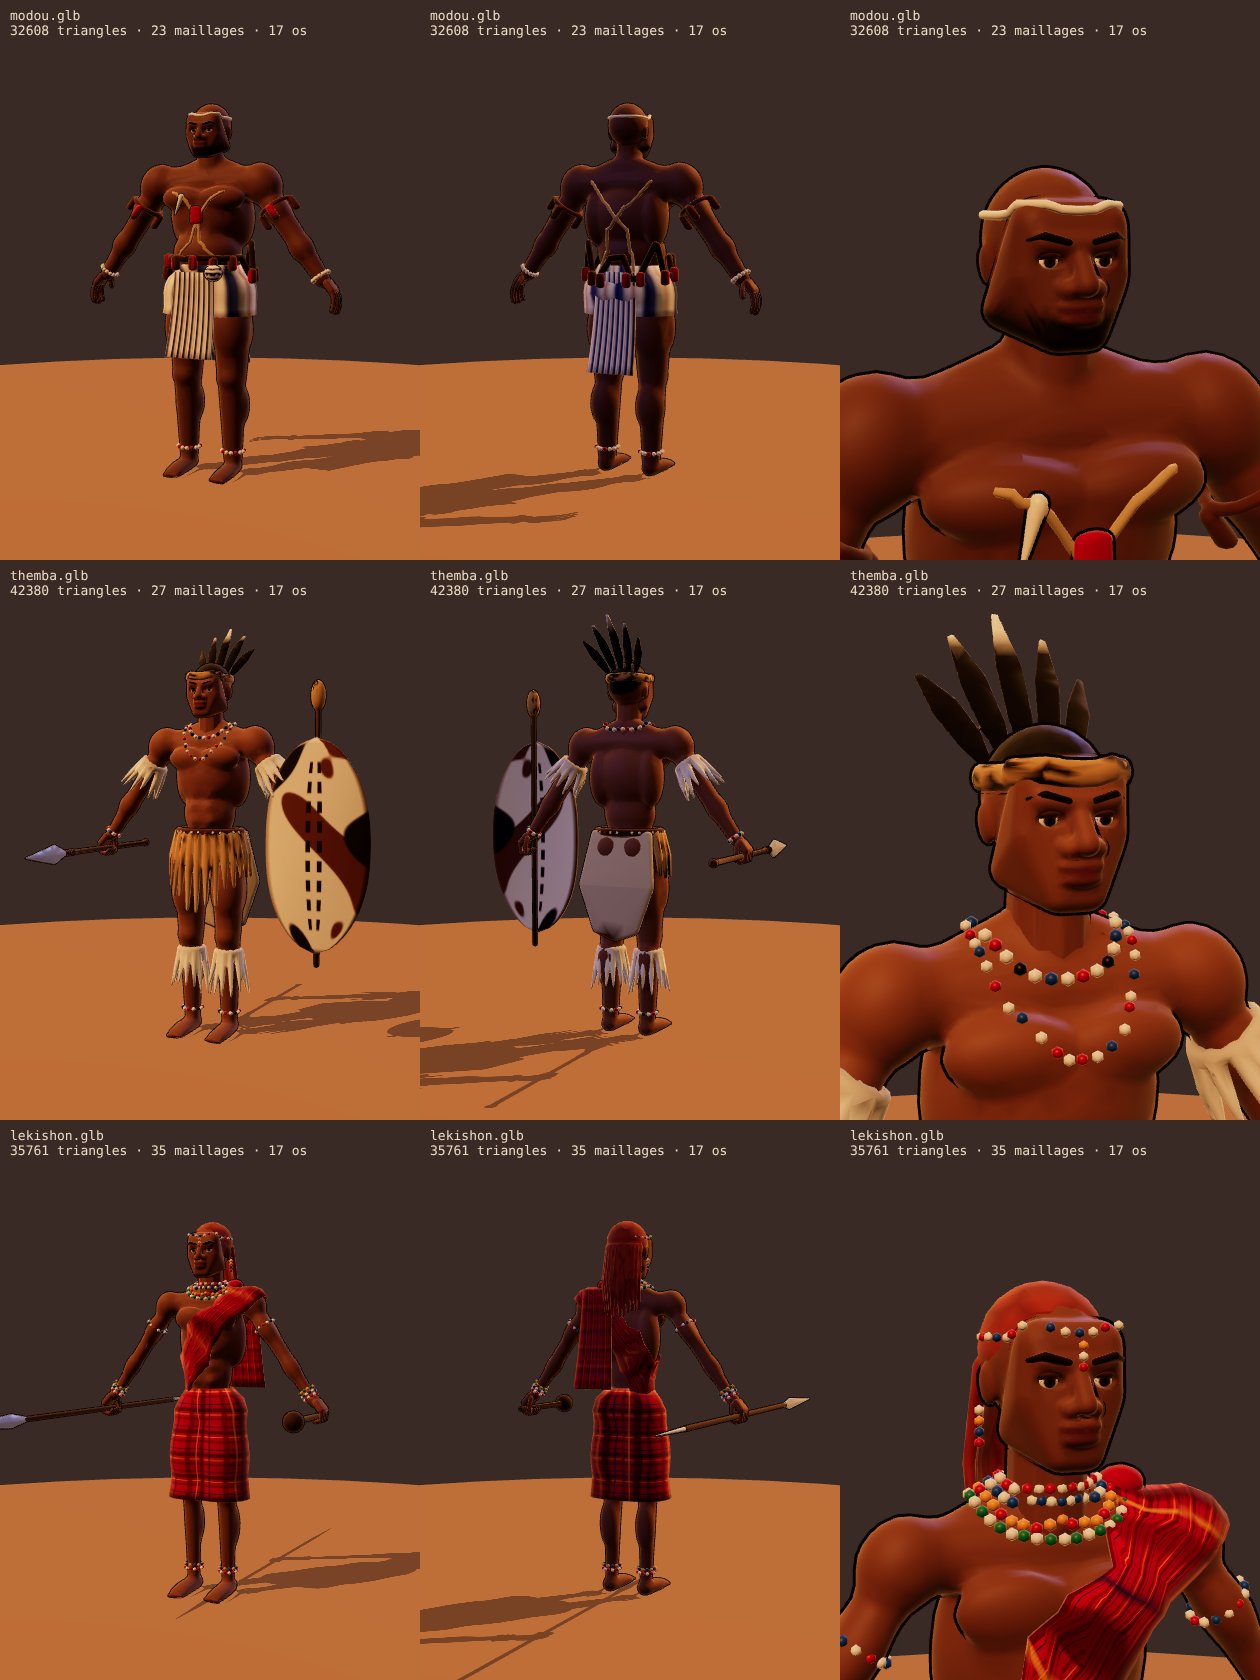 modou.glb
32608 triangles · 23 maillages · 17 os
modou.glb
32608 triangles · 23 maillages · 17 os
modou.glb
32608 triangles · 23 maillages · 17 os
themba.glb
42380 triangles · 27 maillages · 17 os
themba.glb
42380 triangles · 27 maillages · 17 os
themba.glb
42380 triangles · 27 maillages · 17 os
lekishon.glb
35761 triangles · 35 maillages · 17 os
lekishon.glb
35761 triangles · 35 maillages · 17 os
lekishon.glb
35761 triangles · 35 maillages · 17 os